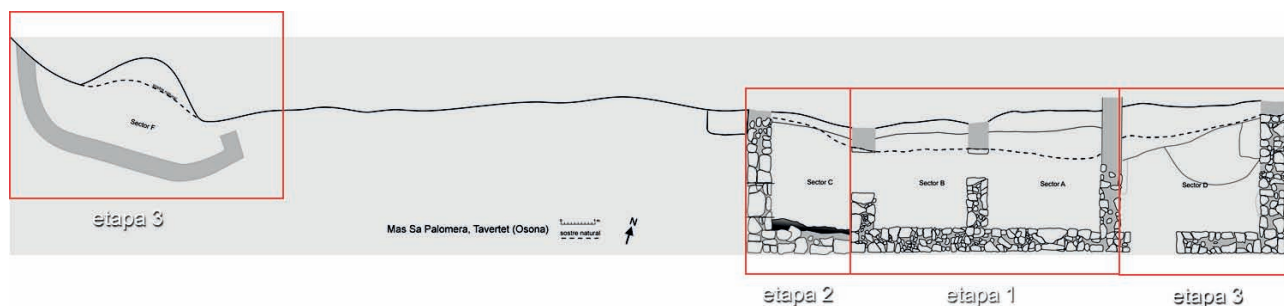 Sector F
etapa 3
Mas Sa Palomera, Tavertet (Osona)
sostre natural
N
Sector C
Sector B
Sector A
Sector D
etapa 2
etapa 1
etapa 3